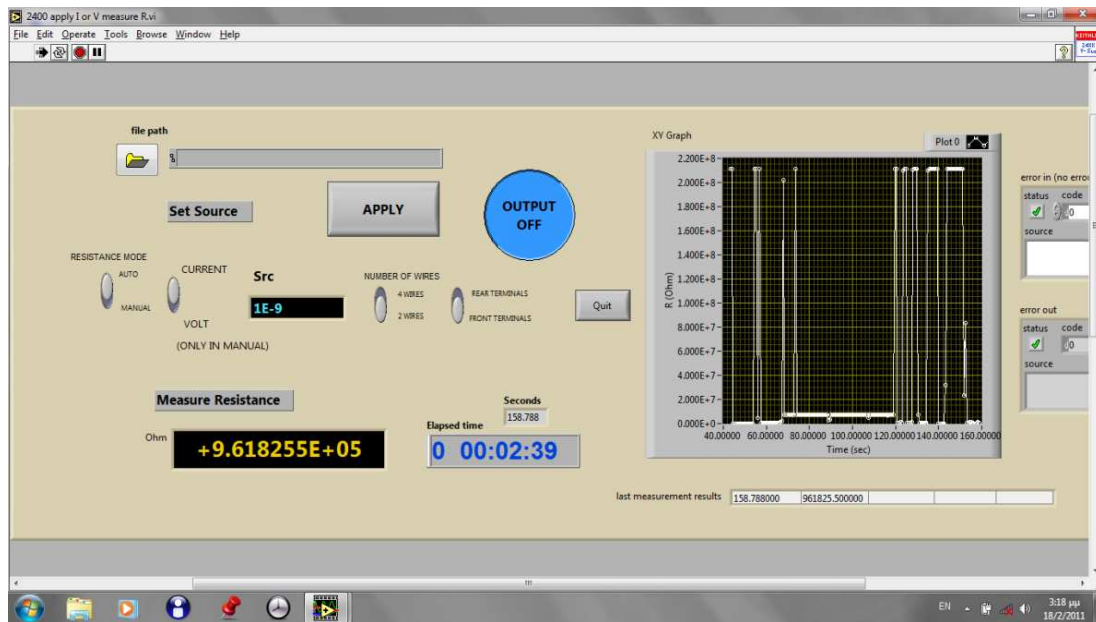 2400 apply I or V measure R.vi
File Edit Operate Tools Browse Window Help
KEITHLEY
file path
Set Source
APPLY
OUTPUT
OFF
RESISTANCE MODE
AUTO
MANUAL
CURRENT
VOLT
(ONLY IN MANUAL)
Src
1E-9
NUMBER OF WIRES
4 WIRES
2 WIRES
REAR TERMINALS
FRONT TERMINALS
Quit
Measure Resistance
Ohm
+9.618255E+05
Seconds
158.788
Elapsed time
0 00:02:39
XY Graph
Plot 0
R (Ohm)
2.200E+8
2.000E+8
1.800E+8
1.600E+8
1.400E+8
1.200E+8
1.000E+8
8.000E+7
6.000E+7
4.000E+7
2.000E+7
0.000E+0
40.00000 60.00000 80.00000 100.00000 120.00000 140.00000 160.00000
Time (sec)
last measurement results 158.788000 961825.500000
error in (no erro
status code
0
source
error out
status code
0
source
EN
3:18 μμ
18/2/2011